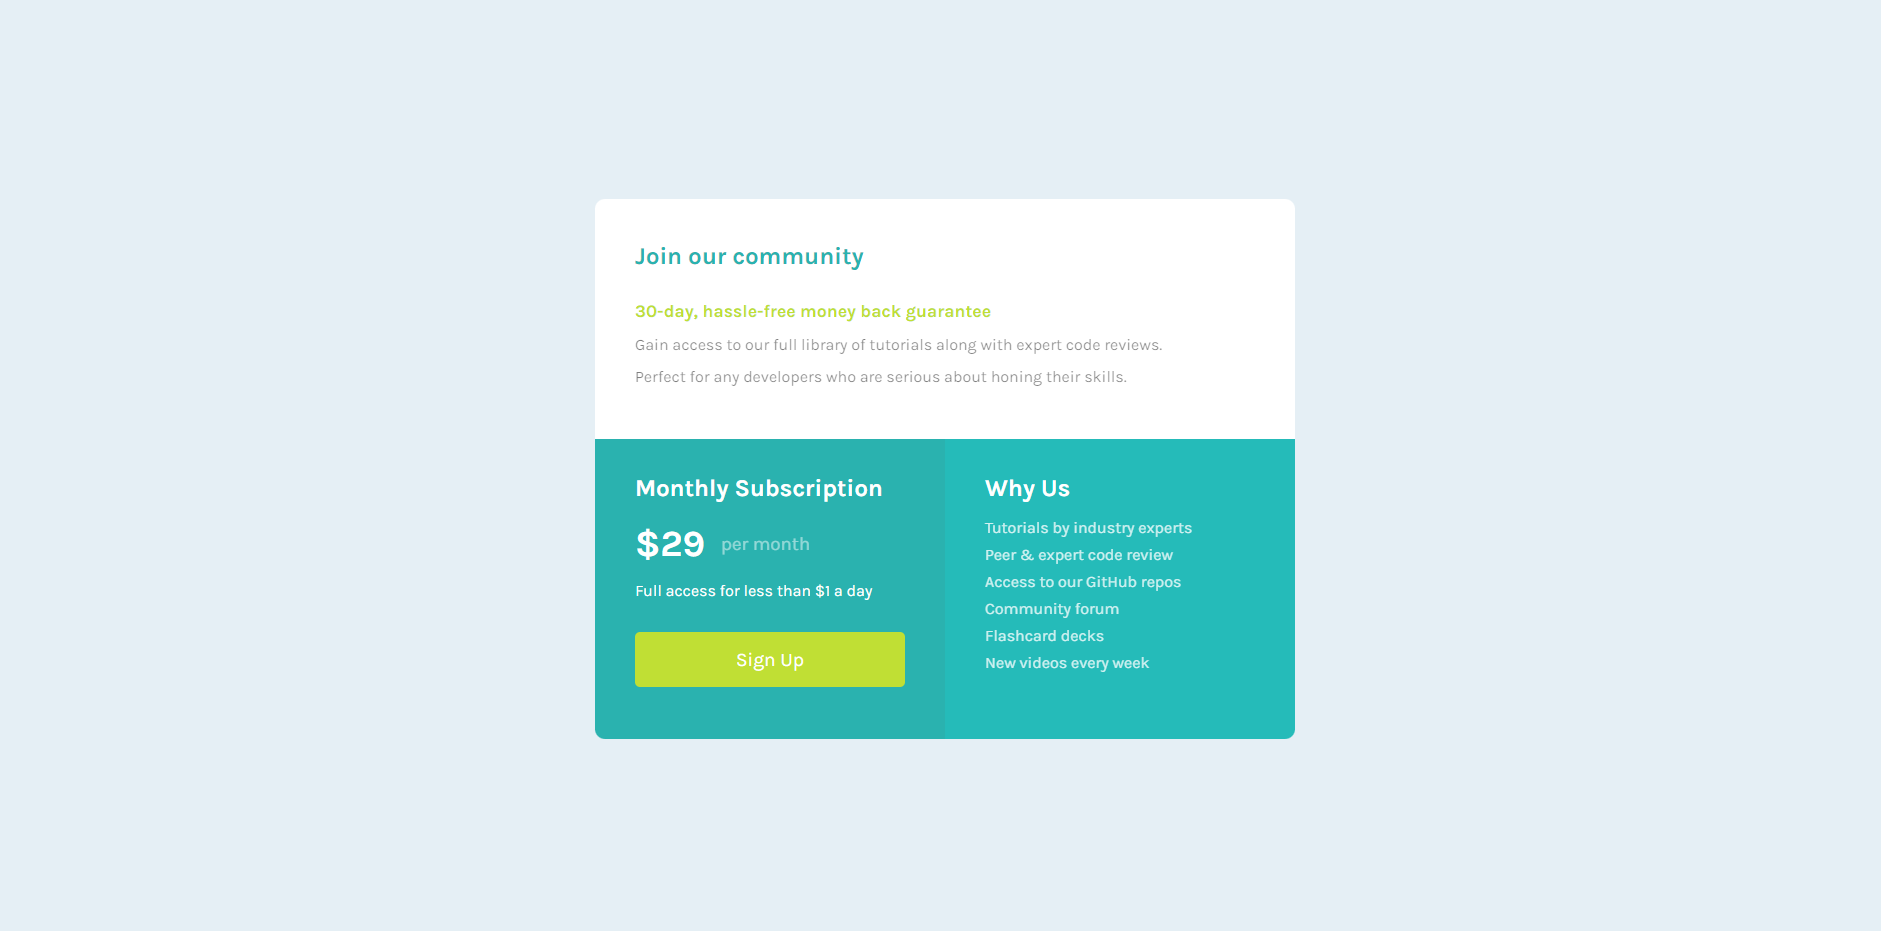 Join our community
30-day, hassle-free money back guarantee
Gain access to our full library of tutorials along with expert code reviews.
Perfect for any developers who are serious about honing their skills.
Monthly Subscription
$29 per month
Full access for less than $1 a day
Sign Up
Why Us
Tutorials by industry experts
Peer & expert code review
Access to our GitHub repos
Community forum
Flashcard decks
New videos every week